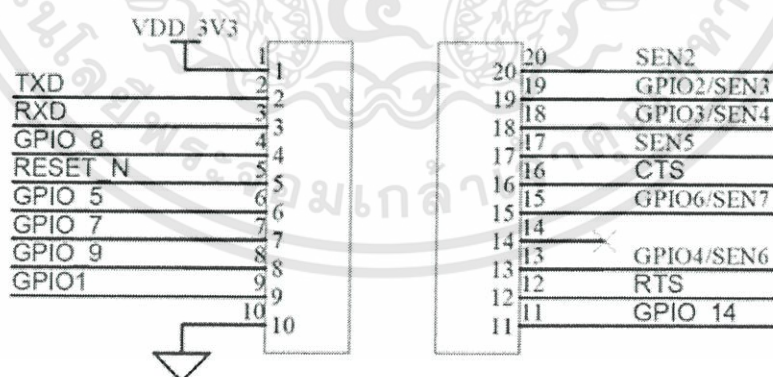 VDD_3V3
1 1
TXD 2 2
RXD 3 3
GPIO_8 4 4
RESET_N 5 5
GPIO_5 6 6
GPIO_7 7 7
GPIO_9 8 8
GPIO1 9 9
10 10
20 20 SEN2
19 19 GPIO2/SEN3
18 18 GPIO3/SEN4
17 17 SEN5
16 16 CTS
15 15 GPIO6/SEN7
14 14
13 13 GPIO4/SEN6
12 12 RTS
11 11 GPIO_14